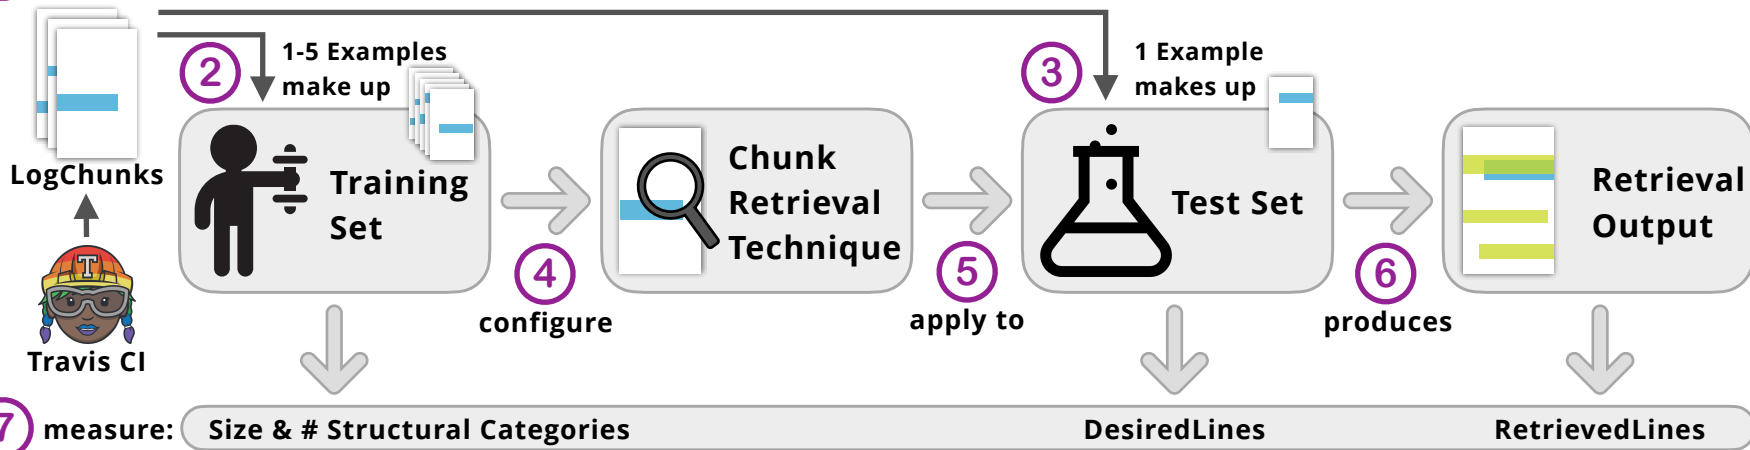 2
1-5 Examples
make up
3
1 Example
makes up
LogChunks
Training
Set
Chunk
Retrieval
Technique
Test Set
Retrieval
Output
T
4
configure
5
apply to
6
produces
Travis CI
7
measure:
Size & # Structural Categories
DesiredLines
RetrievedLines